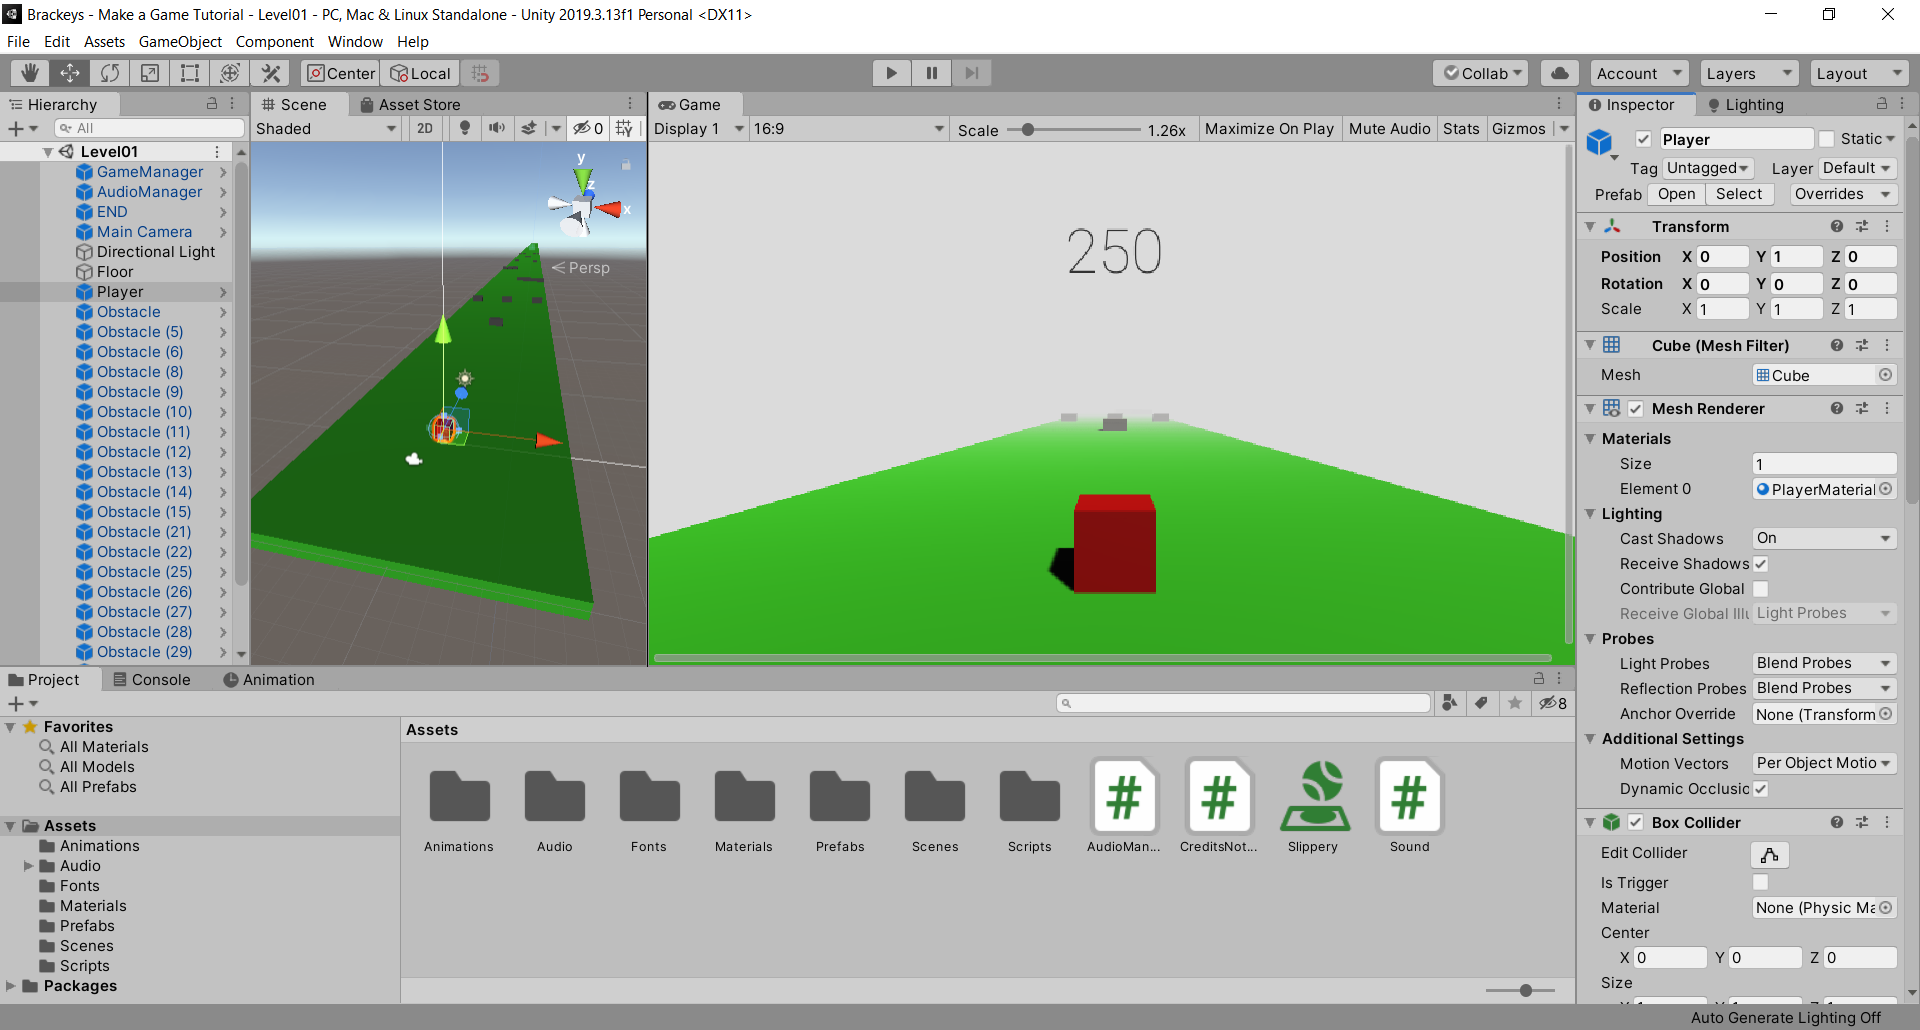 Brackeys - Make a Game Tutorial - Level01 - PC, Mac & Linux Standalone - Unity 2019.3.13f1 Personal <DX11>
File Edit Assets GameObject Component Window Help
Center Local Collab Account Layers Layout
Hierarchy
All
Level01
GameManager
AudioManager
END
Main Camera
Directional Light
Floor
Player
Obstacle
Obstacle (5)
Obstacle (6)
Obstacle (8)
Obstacle (9)
Obstacle (10)
Obstacle (11)
Obstacle (12)
Obstacle (13)
Obstacle (14)
Obstacle (15)
Obstacle (21)
Obstacle (22)
Obstacle (25)
Obstacle (26)
Obstacle (27)
Obstacle (28)
Obstacle (29)
Scene Asset Store
Shaded 2D 0
y
z
x
Persp
Game
Display 1 16:9 Scale 1.26x Maximize On Play Mute Audio Stats Gizmos
250
Inspector Lighting
Player Static
Tag Untagged Layer Default
Prefab Open Select Overrides
Transform
Position X 0 Y 1 Z 0
Rotation X 0 Y 0 Z 0
Scale X 1 Y 1 Z 1
Cube (Mesh Filter)
Mesh Cube
Mesh Renderer
Materials
Size 1
Element 0 PlayerMaterial
Lighting
Cast Shadows On
Receive Shadows
Contribute Global
Receive Global Illu Light Probes
Probes
Light Probes Blend Probes
Reflection Probes Blend Probes
Anchor Override None (Transform
Additional Settings
Motion Vectors Per Object Motio
Dynamic Occlusic
Box Collider
Edit Collider
Is Trigger
Material None (Physic Ma
Center
X 0 Y 0 Z 0
Size
Project Console Animation
8
Favorites
All Materials
All Models
All Prefabs
Assets
Animations
Audio
Fonts
Materials
Prefabs
Scenes
Scripts
Packages
Assets
Animations Audio Fonts Materials Prefabs Scenes Scripts AudioMan... CreditsNot... Slippery Sound
Auto Generate Lighting Off